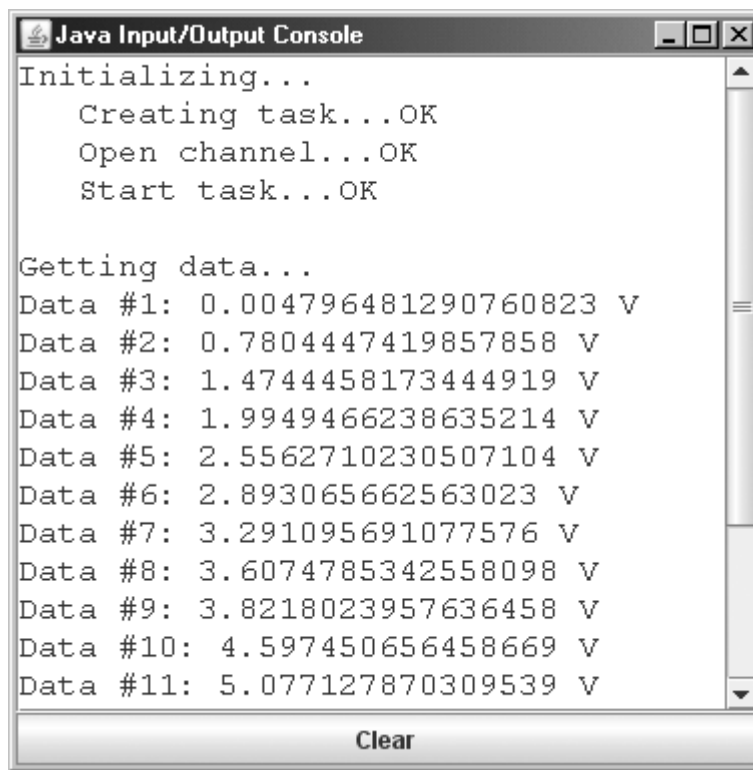 Java Input/Output Console
Initializing...
   Creating task...OK
   Open channel...OK
   Start task...OK

Getting data...
Data #1: 0.004796481290760823 V
Data #2: 0.7804447419857858 V
Data #3: 1.4744458173444919 V
Data #4: 1.9949466238635214 V
Data #5: 2.5562710230507104 V
Data #6: 2.893065662563023 V
Data #7: 3.291095691077576 V
Data #8: 3.6074785342558098 V
Data #9: 3.8218023957636458 V
Data #10: 4.597450656458669 V
Data #11: 5.077127870309539 V
Clear